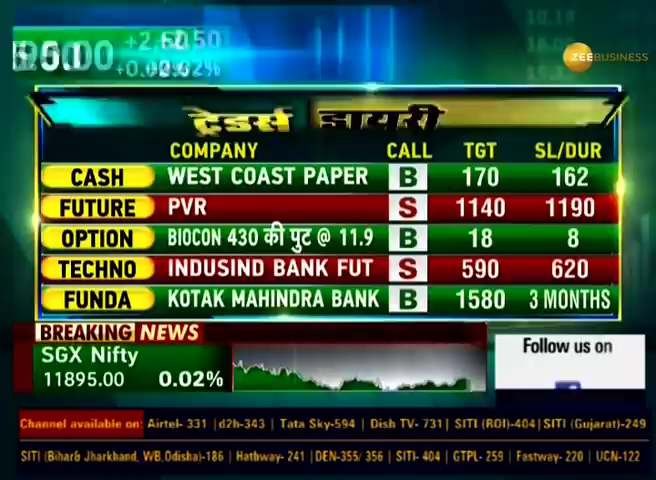 ZEE BUSINESS
ट्रेडर्स डायरी
COMPANY CALL TGT SL/DUR
CASH WEST COAST PAPER B 170 162
FUTURE PVR S 1140 1190
OPTION BIOCON 430 की पुट @ 11.9 B 18 8
TECHNO INDUSIND BANK FUT S 590 620
FUNDA KOTAK MAHINDRA BANK B 1580 3 MONTHS
BREAKING NEWS
SGX Nifty
11895.00 0.02%
Follow us on
Channel available on: Airtel- 331 | d2h-343 | Tata Sky-594 | Dish TV- 731| SITI (ROI)-404| SITI (Gujarat)-249
SITI (Bihar& Jharkhand, WB,Odisha)-186 | Hathway- 241 |DEN-355/ 356 | SITI- 404 | GTPL- 259 | Fastway- 220 | UCN-122